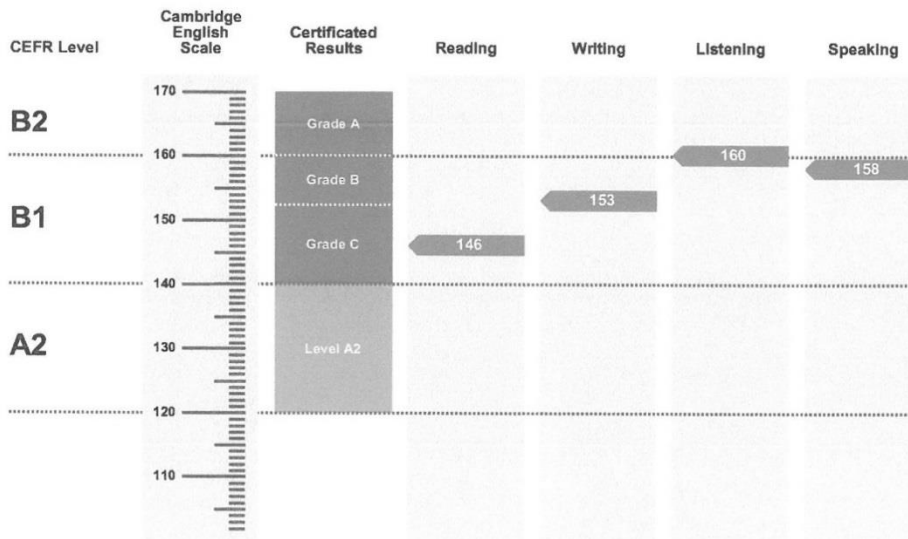 CEFR Level
Cambridge
English
Scale
Certificated
Results
Reading
Writing
Listening
Speaking
B2
B1
A2
170
160
150
140
130
120
110
Grade A
Grade B
Grade C
Level A2
146
153
160
158